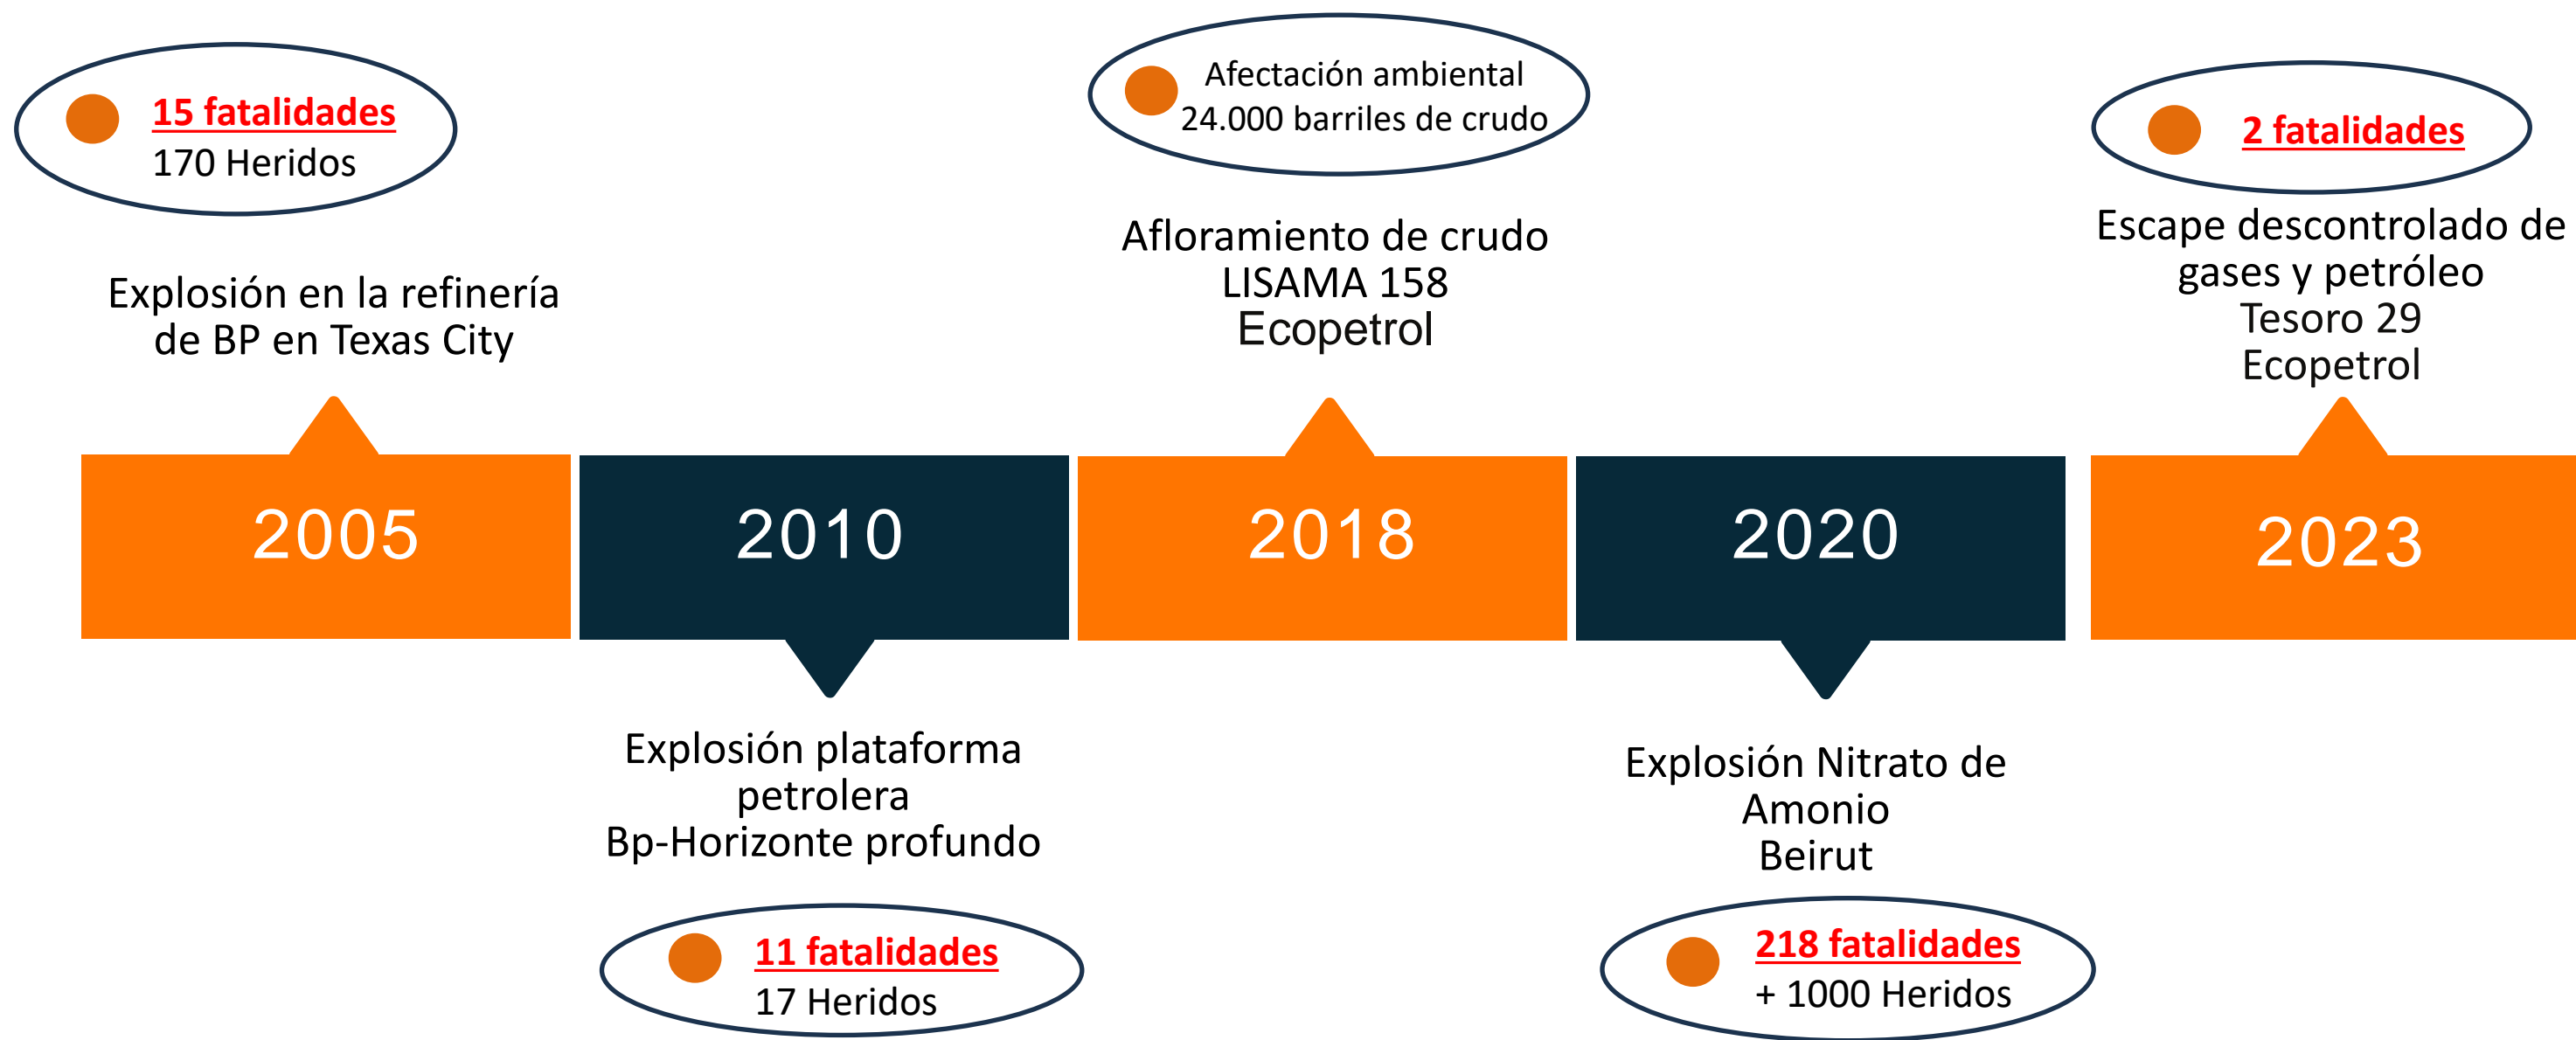 15 fatalidades
170 Heridos
Explosión en la refinería
de BP en Texas City
2005
2010
Explosión plataforma
petrolera
Bp-Horizonte profundo
11 fatalidades
17 Heridos
Afectación ambiental
24.000 barriles de crudo
Afloramiento de crudo
LISAMA 158
Ecopetrol
2018
2020
Explosión Nitrato de
Amonio
Beirut
218 fatalidades
+ 1000 Heridos
2 fatalidades
Escape descontrolado de
gases y petróleo
Tesoro 29
Ecopetrol
2023